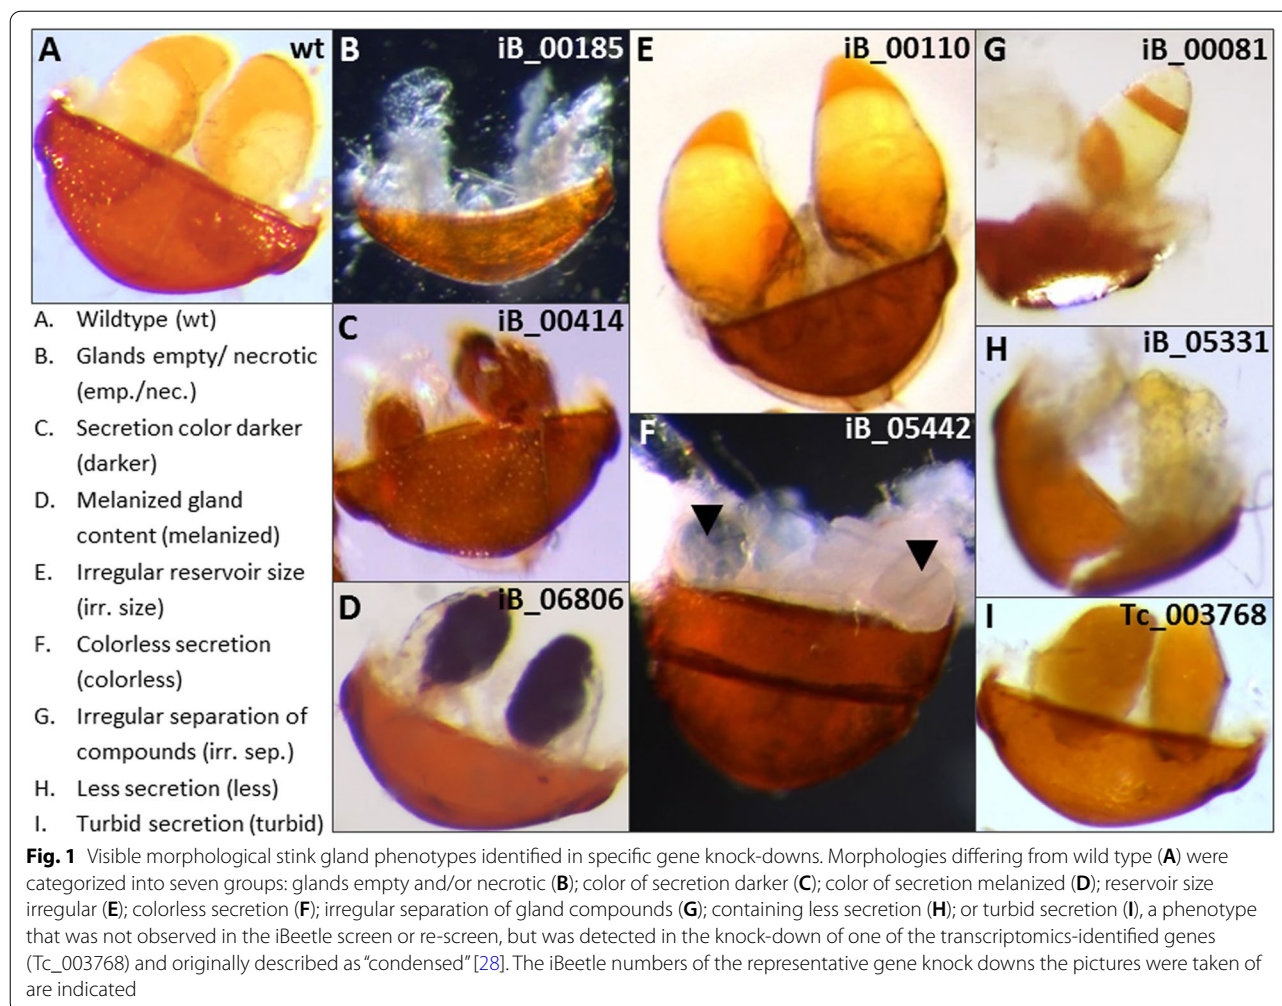 A
wt
B
iB_00185
E
iB_00110
G
iB_00081
C
iB_00414
H
iB_05331
F
iB_05442
D
iB_06806
I
Tc_003768
A. Wildtype (wt)
B. Glands empty/ necrotic
(emp./nec.)
C. Secretion color darker
(darker)
D. Melanized gland
content (melanized)
E. Irregular reservoir size
(irr. size)
F. Colorless secretion
(colorless)
G. Irregular separation of
compounds (irr. sep.)
H. Less secretion (less)
I. Turbid secretion (turbid)
Fig. 1 Visible morphological stink gland phenotypes identified in specific gene knock-downs. Morphologies differing from wild type (A) were
categorized into seven groups: glands empty and/or necrotic (B); color of secretion darker (C); color of secretion melanized (D); reservoir size
irregular (E); colorless secretion (F); irregular separation of gland compounds (G); containing less secretion (H); or turbid secretion (I), a phenotype
that was not observed in the iBeetle screen or re-screen, but was detected in the knock-down of one of the transcriptomics-identified genes
(Tc_003768) and originally described as “condensed” [28]. The iBeetle numbers of the representative gene knock downs the pictures were taken of
are indicated